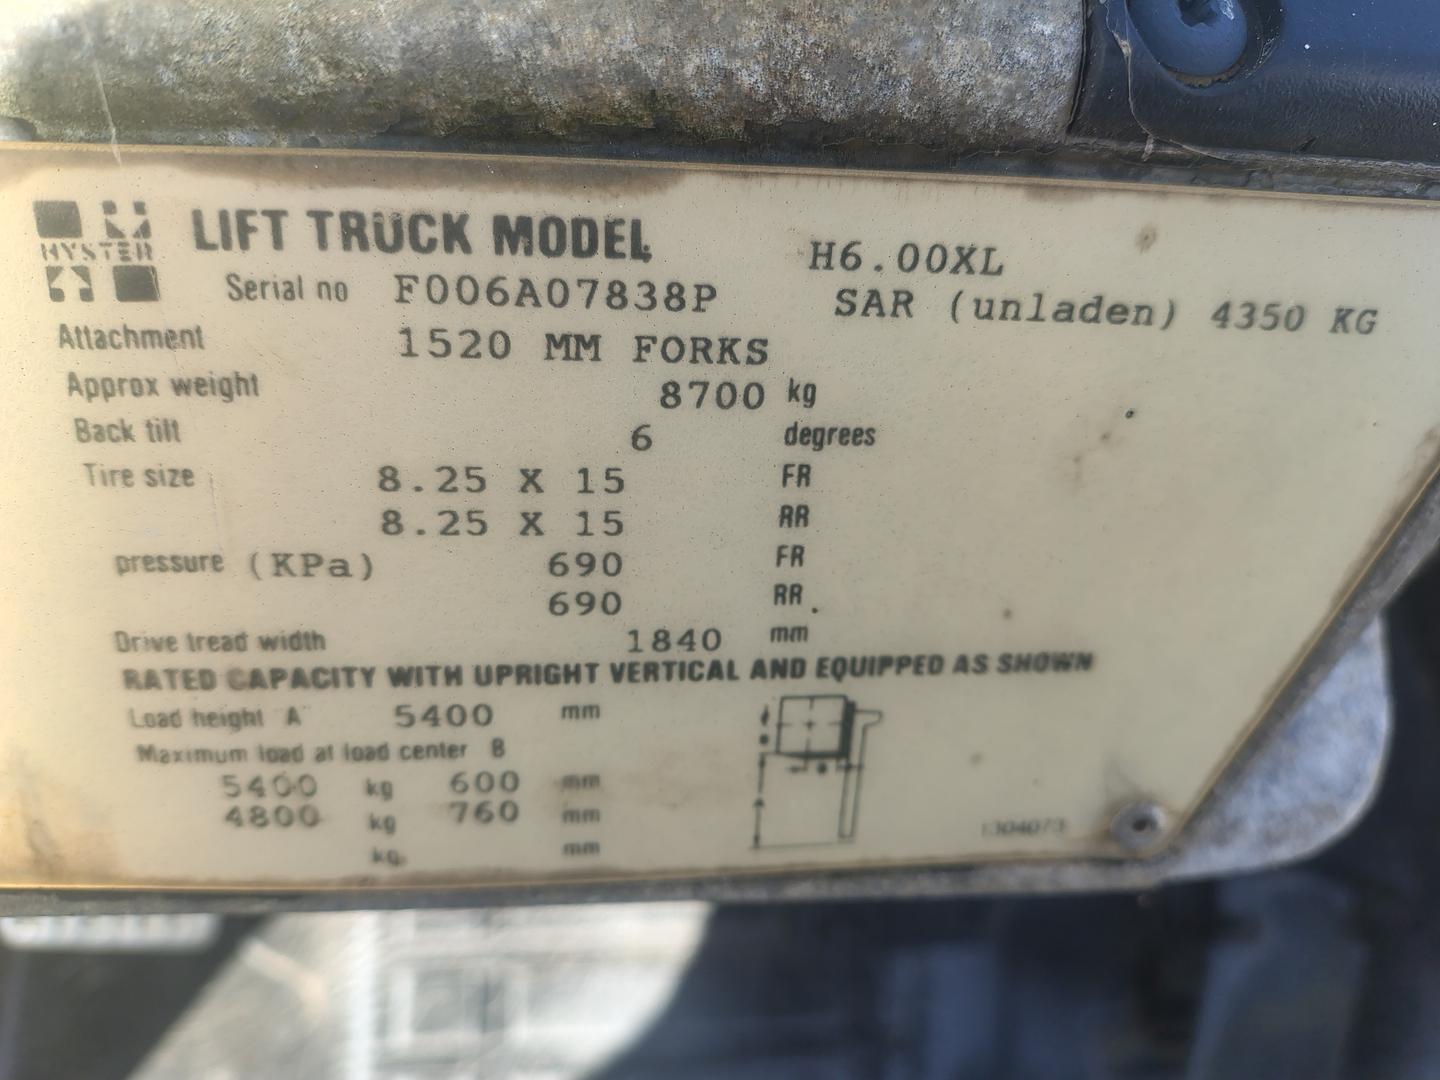 HYSTER
LIFT TRUCK MODEL H6.00XL
Serial no F006A07838P SAR (unladen) 4350 KG
Attachment 1520 MM FORKS
Approx weight 8700 kg
Back tilt 6 degrees
Tire size 8.25 X 15 FR
8.25 X 15 RR
pressure (KPa) 690 FR
690 RR
Drive tread width 1840 mm
RATED CAPACITY WITH UPRIGHT VERTICAL AND EQUIPPED AS SHOWN
Load height A 5400 mm
Maximum load at load center B
5400 kg 600 mm
4800 kg 760 mm
kg mm